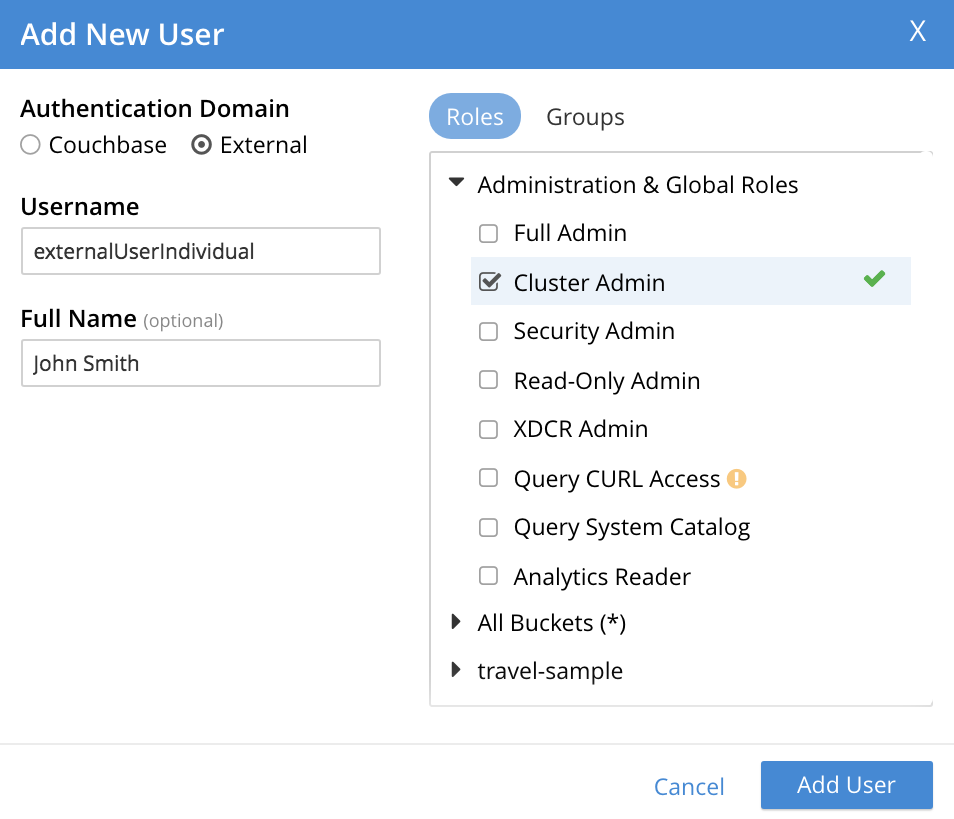 Add New User
X
Authentication Domain
Couchbase
External
Username
externalUserIndividual
Full Name (optional)
John Smith
Roles
Groups
Administration & Global Roles
Full Admin
Cluster Admin
Security Admin
Read-Only Admin
XDCR Admin
Query CURL Access
Query System Catalog
Analytics Reader
All Buckets (*)
travel-sample
Cancel
Add User